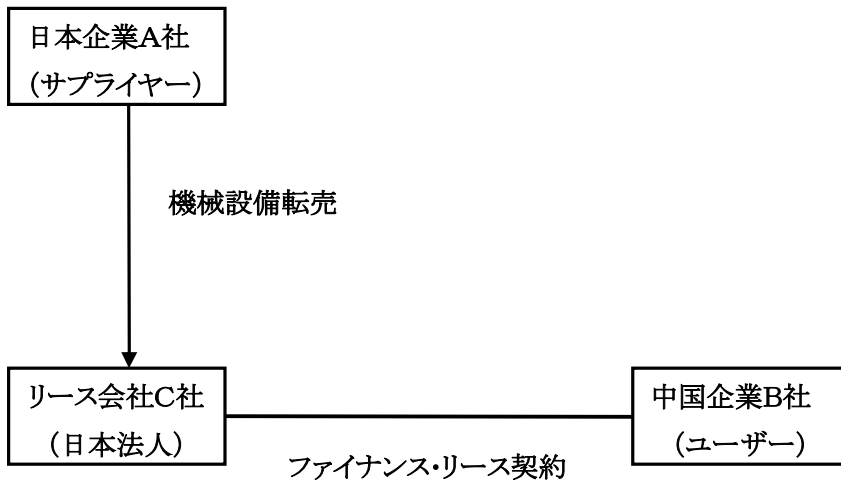 日本企業A社
(サプライヤー)
機械設備転売
リース会社C社
(日本法人)
中国企業B社
(ユーザー)
ファイナンス・リース契約